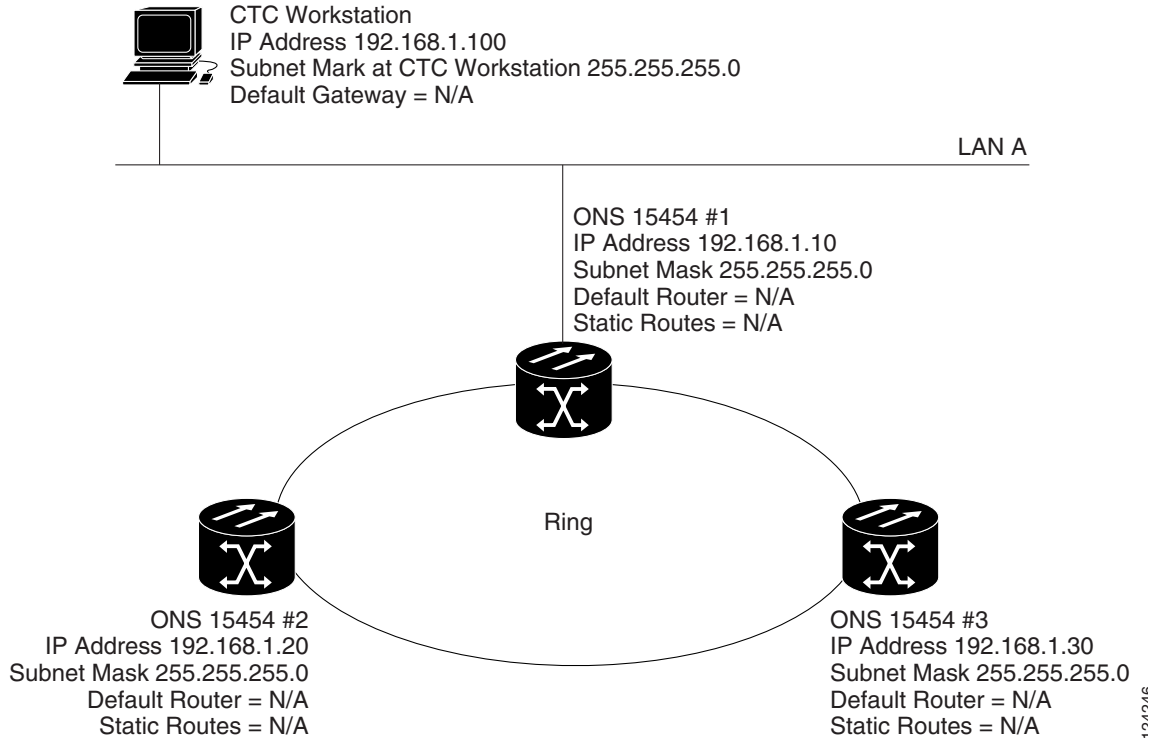 CTC Workstation
IP Address 192.168.1.100
Subnet Mark at CTC Workstation 255.255.255.0
Default Gateway = N/A
LAN A
ONS 15454 #1
IP Address 192.168.1.10
Subnet Mask 255.255.255.0
Default Router = N/A
Static Routes = N/A
Ring
ONS 15454 #2
IP Address 192.168.1.20
Subnet Mask 255.255.255.0
Default Router = N/A
Static Routes = N/A
ONS 15454 #3
IP Address 192.168.1.30
Subnet Mask 255.255.255.0
Default Router = N/A
Static Routes = N/A